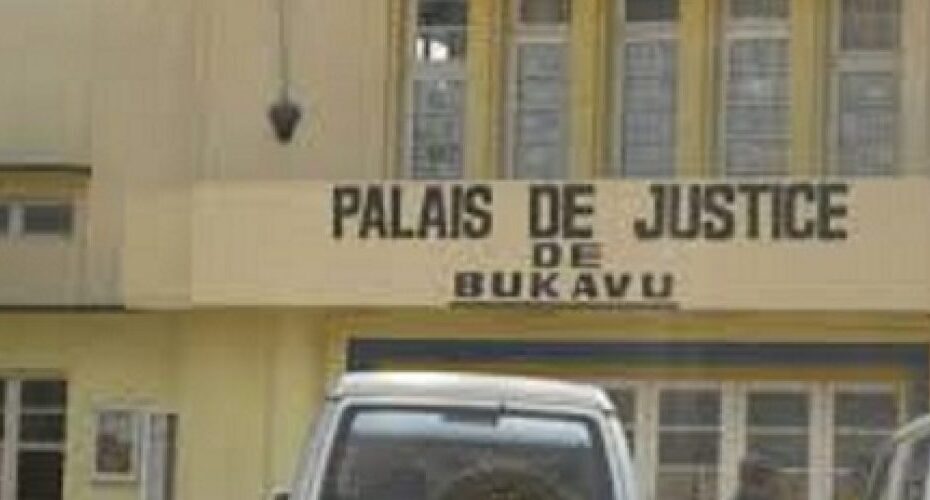 PALAIS DE JUSTICE
DE
BUKAVU